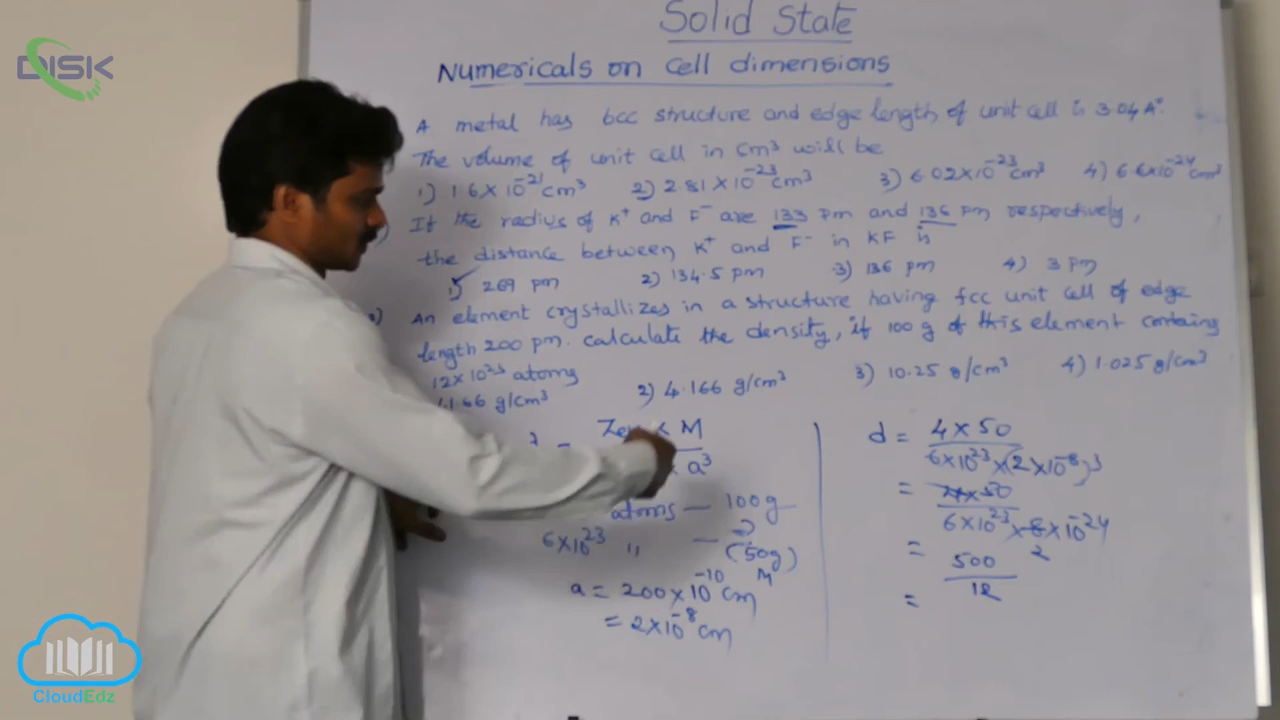 DISK
Solid State
Numericals on cell dimensions
A metal has bcc structure and edge length of unit cell is 3.04 A°.
The volume of unit cell in cm³ will be
1) 1.6 X 10⁻²¹ cm³ 2) 2.81 X 10⁻²³ cm³ 3) 6.02 X 10⁻²³ cm³ 4) 6.6 X 10⁻²⁴ cm³
) If the radius of K⁺ and F⁻ are 133 pm and 136 pm respectively,
the distance between K⁺ and F⁻ in KF is
1) 269 pm 2) 134.5 pm 3) 136 pm 4) 3 pm
) An element crystallizes in a structure having fcc unit cell of edge
length 200 pm. calculate the density, if 100 g of this element containing
12 X 10²³ atoms
g/cm³ 2) 4.166 g/cm³ 3) 10.25 g/cm³ 4) 1.025 g/cm³
= M
a³
atoms — 100g
6 X 10²³ ,, — ?
(50g)
M
a = 200 x 10⁻¹⁰ cm
= 2 x 10⁻⁸ cm
d = 4 x 50
6 x 10²³ x (2 x 10⁻⁸)³
= 4 x 50
6 x 10²³ x 8 x 10⁻²⁴
2
= 500
12
=
CloudEdz